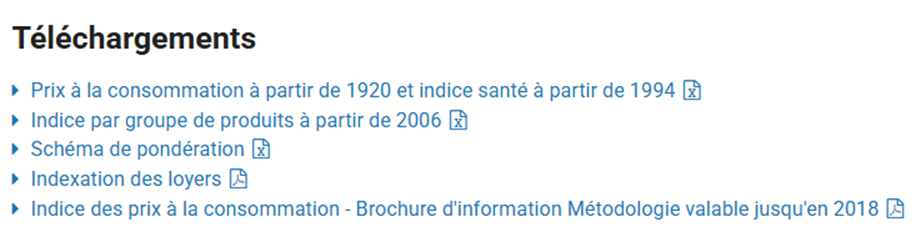 Téléchargements
Prix à la consommation à partir de 1920 et indice santé à partir de 1994
Indice par groupe de produits à partir de 2006
Schéma de pondération
Indexation des loyers
Indice des prix à la consommation - Brochure d'information Métodologie valable jusqu'en 2018